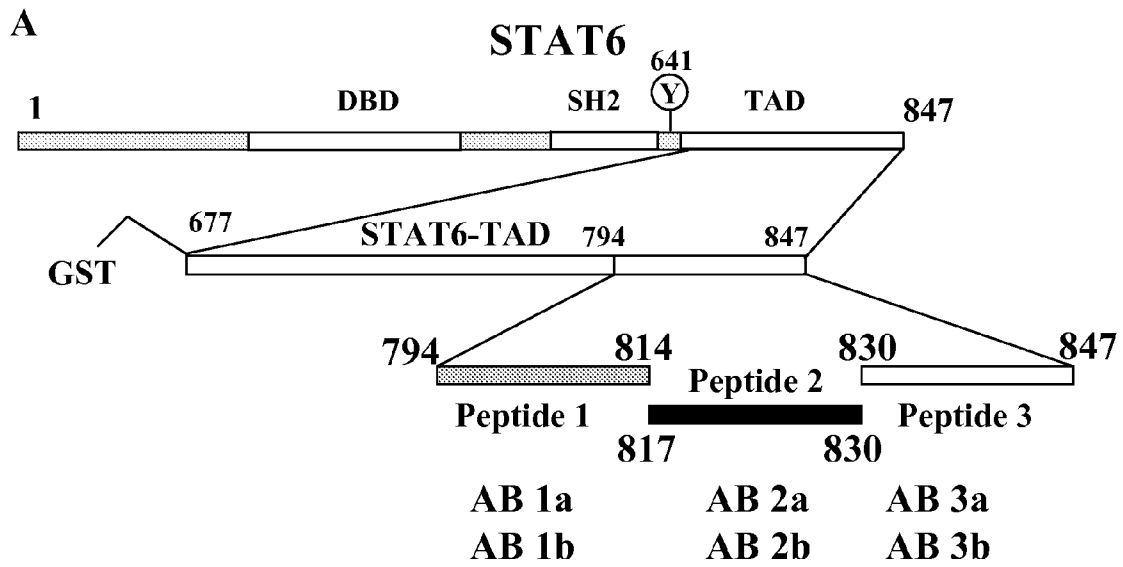 A
STAT6
641
1 DBD SH2 Y TAD 847
677
STAT6-TAD 794 847
GST
794 814 830 847
Peptide 2
Peptide 1 Peptide 3
817 830
AB 1a AB 2a AB 3a
AB 1b AB 2b AB 3b